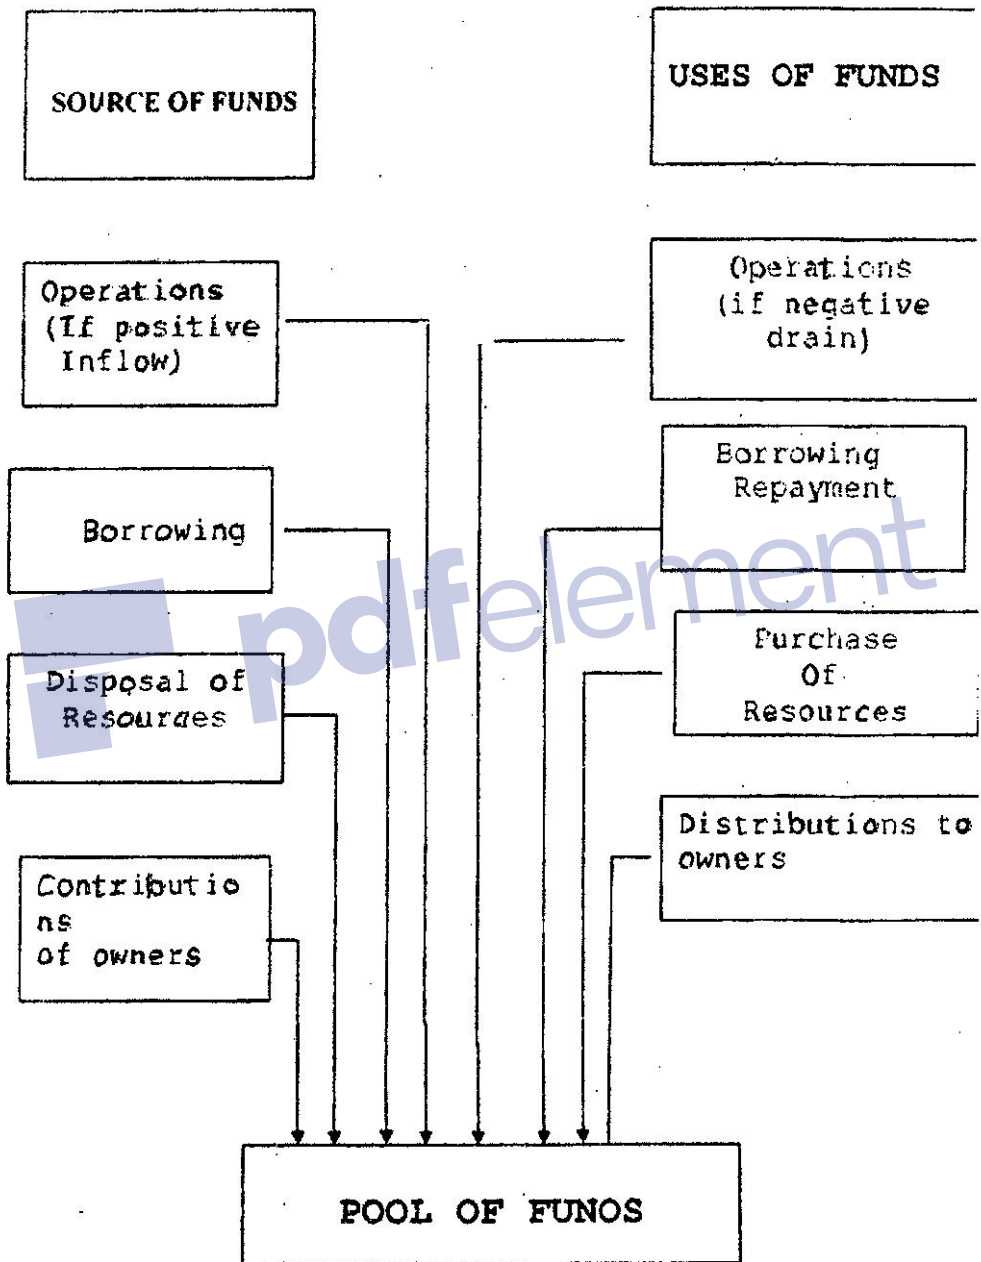 SOURCE OF FUNDS
USES OF FUNDS
Operations
(If positive
Inflow)
Operations
(if negative
drain)
Borrowing
Borrowing
Repayment
Disposal of
Resources
Purchase
Of
Resources
Contributio
ns
of owners
Distributions to
owners
POOL OF FUNOS
pdfelement